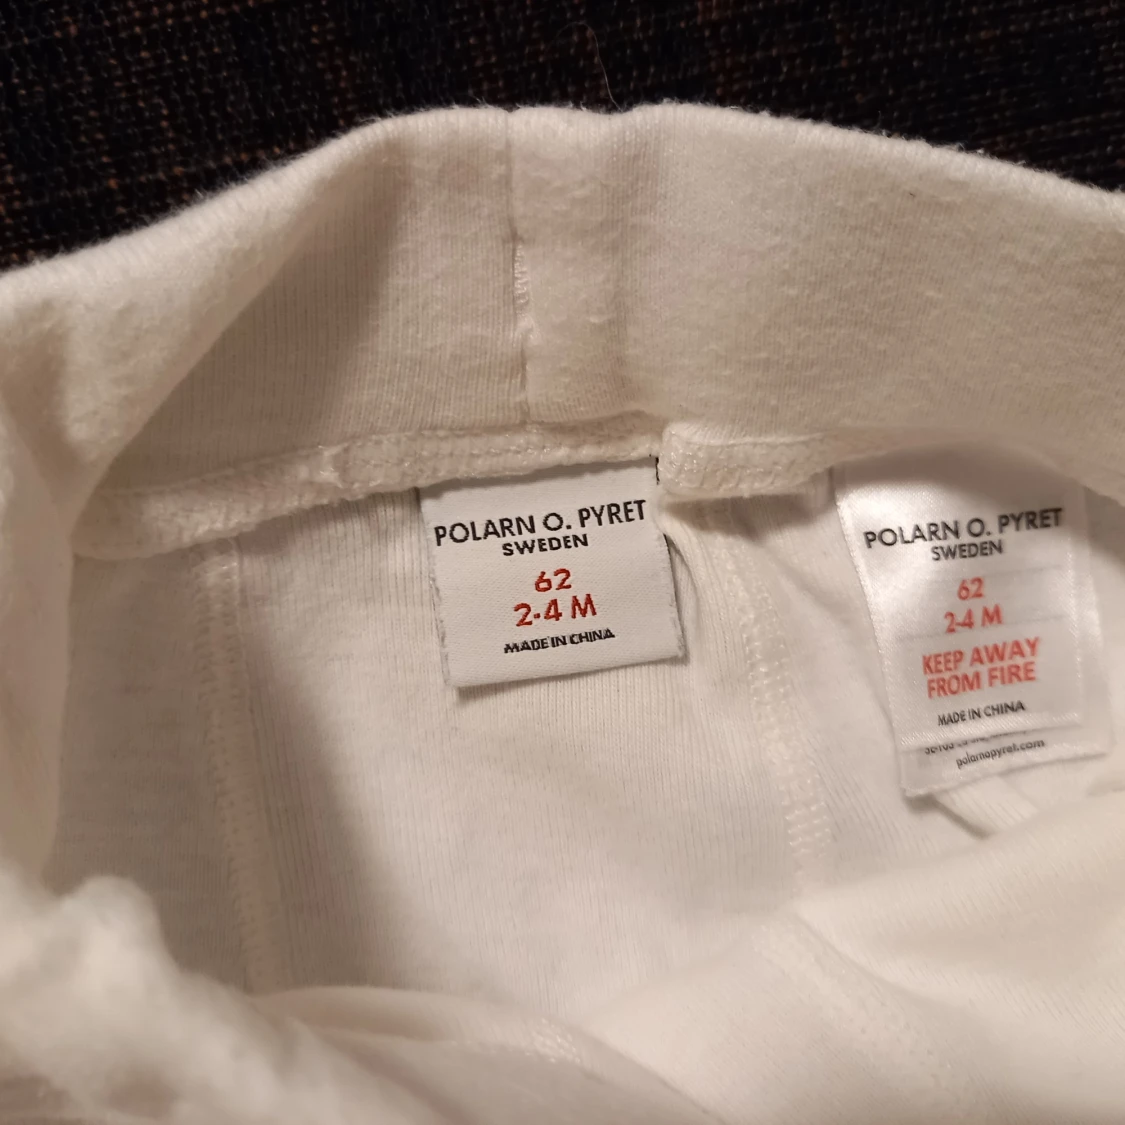 POLARN O. PYRET
SWEDEN
62
2-4 M
MADE IN CHINA
POLARN O. PYRET
SWEDEN
62
2-4 M
KEEP AWAY
FROM FIRE
MADE IN CHINA
polarnopyret.com